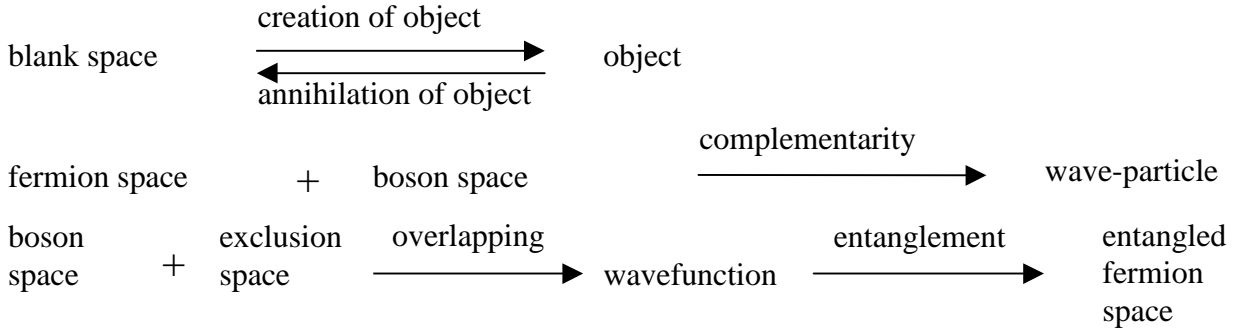 creation of object
blank space object
annihilation of object
complementarity
fermion space + boson space wave-particle
boson space + exclusion space overlapping wavefunction entanglement entangled fermion space